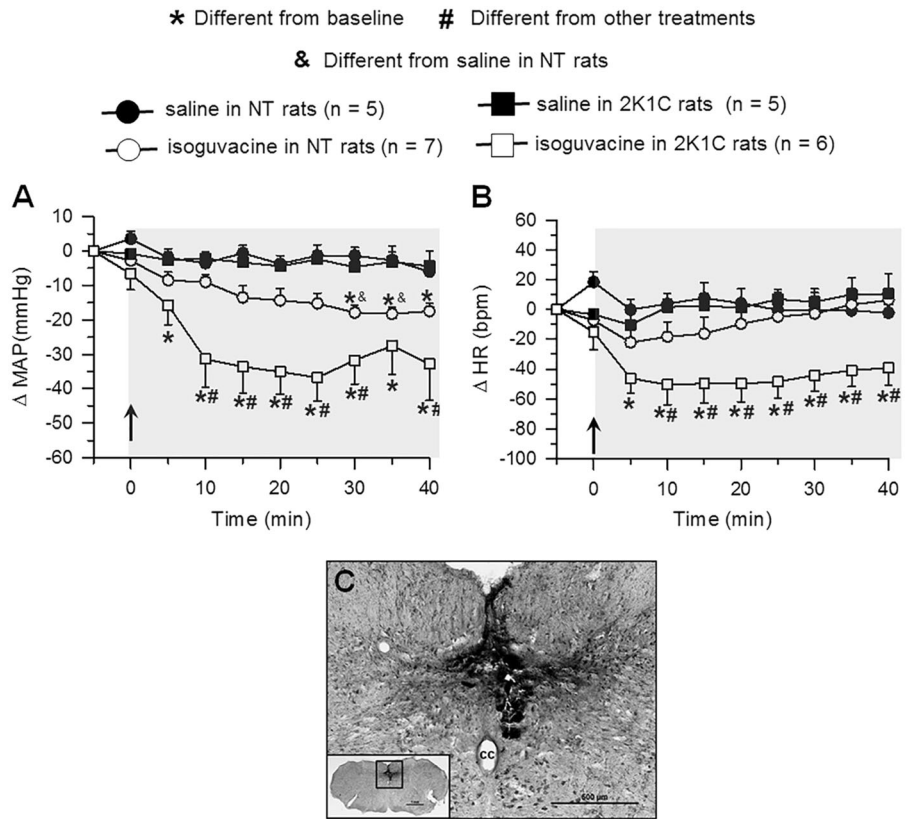 * Different from baseline # Different from other treatments
& Different from saline in NT rats
saline in NT rats (n = 5) saline in 2K1C rats (n = 5)
isoguvacine in NT rats (n = 7) isoguvacine in 2K1C rats (n = 6)
A
10
0
-10
-20
-30
-40
-50
-60
Δ MAP(mmHg)
*& *& *
* *# *# *# *# *# * *#
0 10 20 30 40
Time (min)
B
60
40
20
0
-20
-40
-60
-80
-100
Δ HR (bpm)
* *# *# *# *# *# *# *#
0 10 20 30 40
Time (min)
C
cc
600 µm